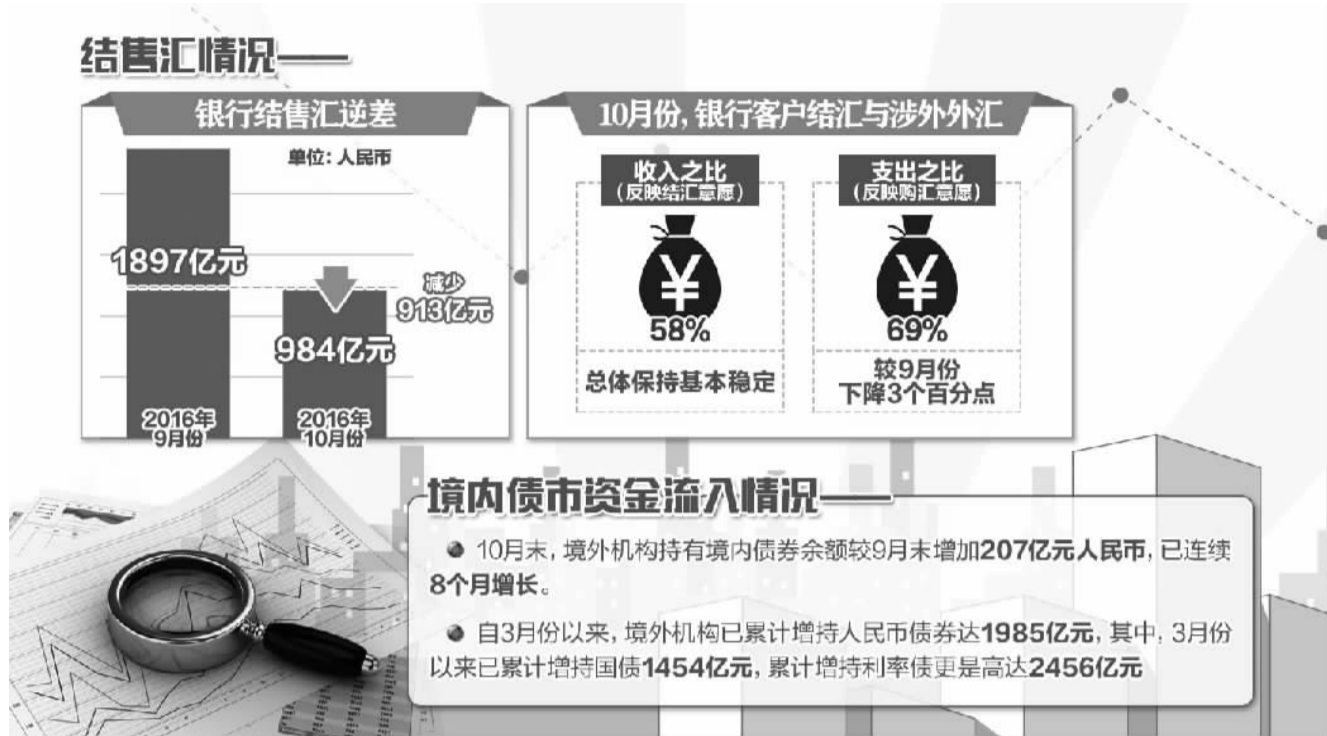 结售汇情况——
银行结售汇逆差
单位：人民币
1897亿元
减少
913亿元
984亿元
2016年
9月份
2016年
10月份
10月份，银行客户结汇与涉外外汇
收入之比
（反映结汇意愿）
¥
58%
总体保持基本稳定
支出之比
（反映购汇意愿）
¥
69%
较9月份
下降3个百分点
境内债市资金流入情况——
10月末，境外机构持有境内债券余额较9月末增加207亿元人民币，已连续
8个月增长。
自3月份以来，境外机构已累计增持人民币债券达1985亿元，其中，3月份
以来已累计增持国债1454亿元，累计增持利率债更是高达2456亿元